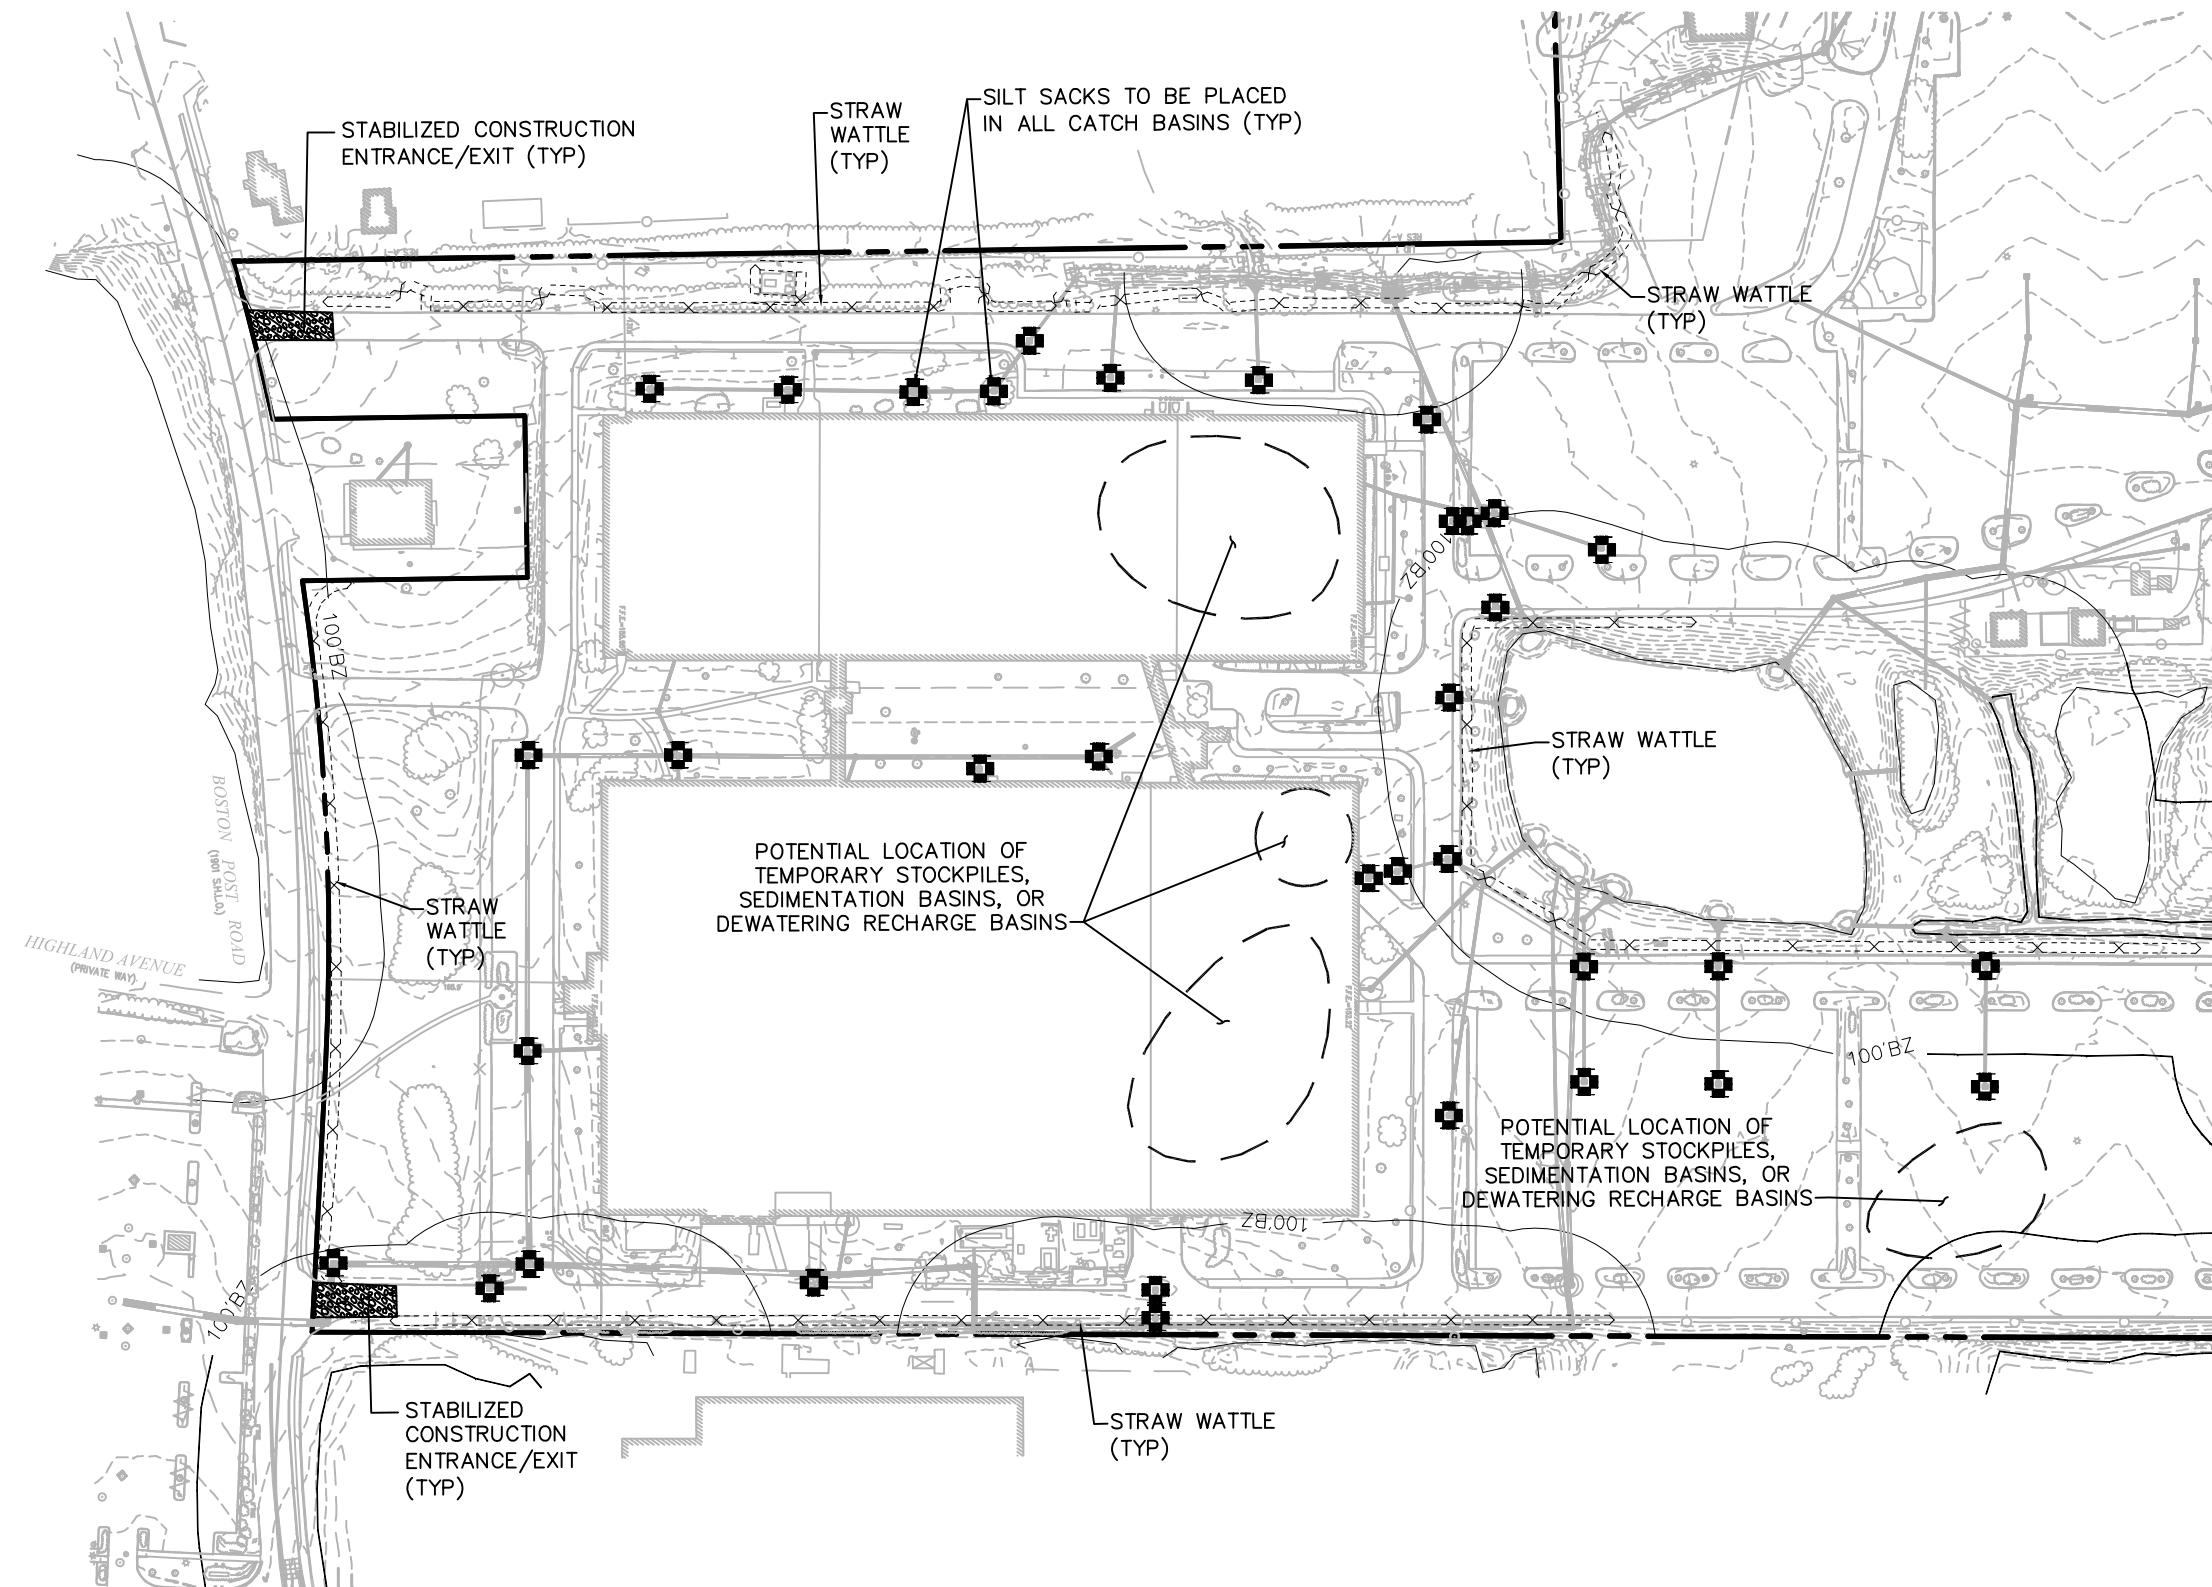 SILT SACKS TO BE PLACED
IN ALL CATCH BASINS (TYP)
STRAW
WATTLE
(TYP)
STABILIZED CONSTRUCTION
ENTRANCE/EXIT (TYP)
STRAW WATTLE
(TYP)
100'BZ
100'BZ
STRAW WATTLE
(TYP)
BOSTON POST ROAD
(1901 S.H.L.O.)
POTENTIAL LOCATION OF
TEMPORARY STOCKPILES,
SEDIMENTATION BASINS, OR
DEWATERING RECHARGE BASINS
STRAW
WATTLE
(TYP)
HIGHLAND AVENUE
(PRIVATE WAY)
100'BZ
POTENTIAL LOCATION OF
TEMPORARY STOCKPILES,
SEDIMENTATION BASINS, OR
DEWATERING RECHARGE BASINS
100'BZ
100'BZ
STABILIZED
CONSTRUCTION
ENTRANCE/EXIT
(TYP)
STRAW WATTLE
(TYP)